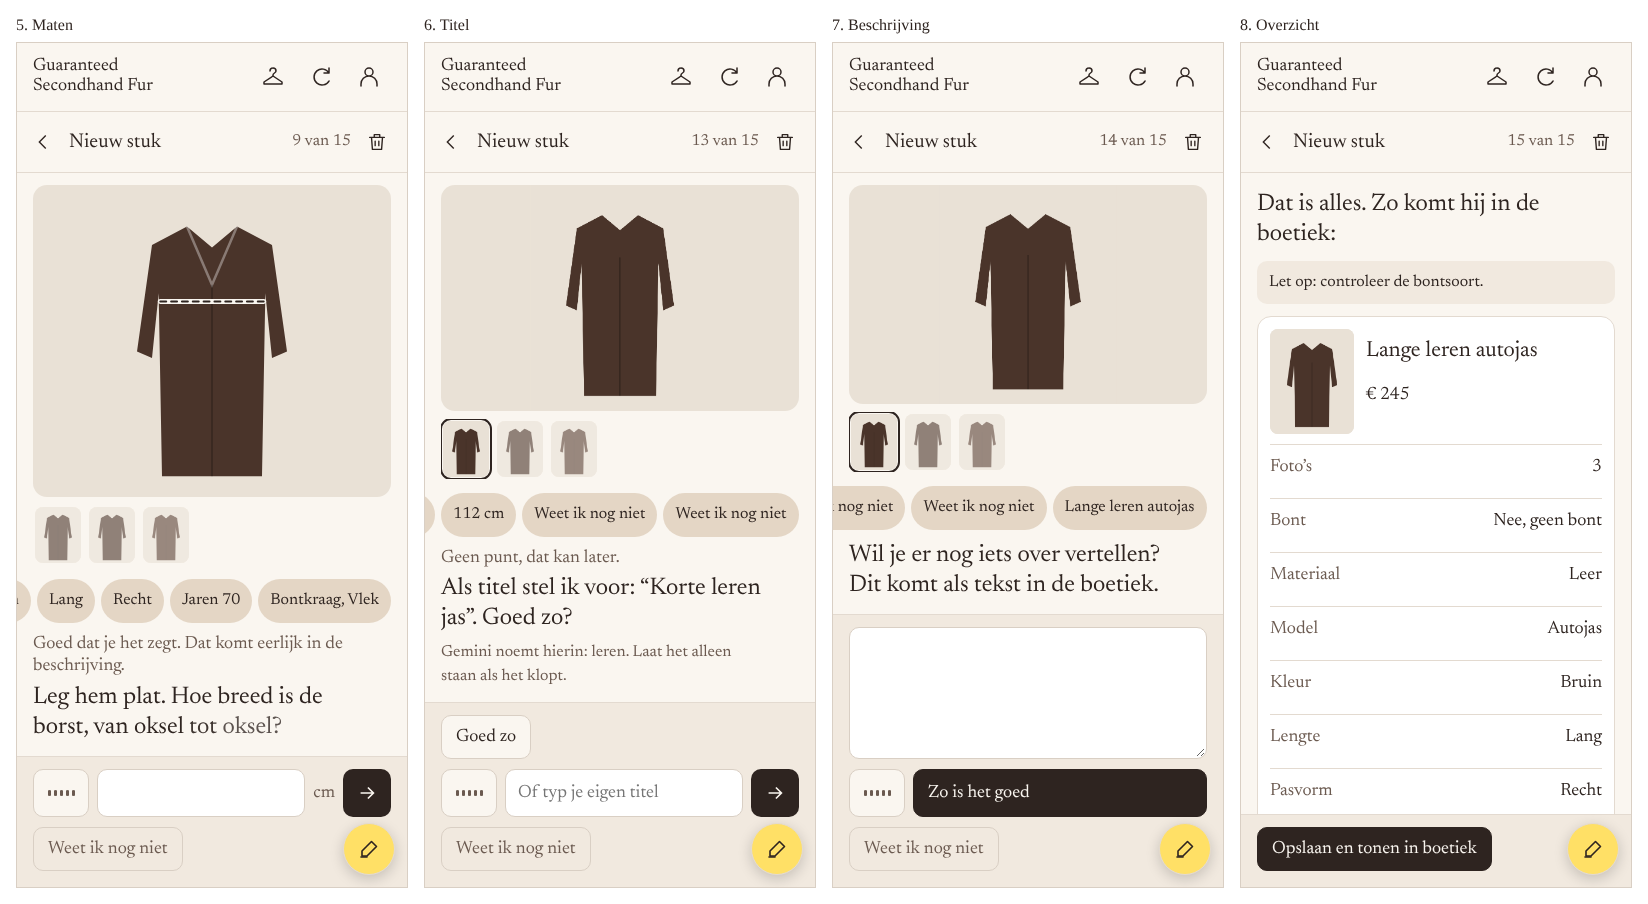 5. Maten
Guaranteed
Secondhand Fur
Nieuw stuk
9 van 15
Lang
Recht
Jaren 70
Bontkraag, Vlek
Goed dat je het zegt. Dat komt eerlijk in de
beschrijving.
Leg hem plat. Hoe breed is de
borst, van oksel tot oksel?
cm
Weet ik nog niet
6. Titel
Guaranteed
Secondhand Fur
Nieuw stuk
13 van 15
112 cm
Weet ik nog niet
Weet ik nog niet
Geen punt, dat kan later.
Als titel stel ik voor: “Korte leren
jas”. Goed zo?
Gemini noemt hierin: leren. Laat het alleen
staan als het klopt.
Goed zo
Of typ je eigen titel
Weet ik nog niet
7. Beschrijving
Guaranteed
Secondhand Fur
Nieuw stuk
14 van 15
nog niet
Weet ik nog niet
Lange leren autojas
Wil je er nog iets over vertellen?
Dit komt als tekst in de boetiek.
Zo is het goed
Weet ik nog niet
8. Overzicht
Guaranteed
Secondhand Fur
Nieuw stuk
15 van 15
Dat is alles. Zo komt hij in de
boetiek:
Let op: controleer de bontsoort.
Lange leren autojas
€ 245
Foto’s
3
Bont
Nee, geen bont
Materiaal
Leer
Model
Autojas
Kleur
Bruin
Lengte
Lang
Pasvorm
Recht
Opslaan en tonen in boetiek